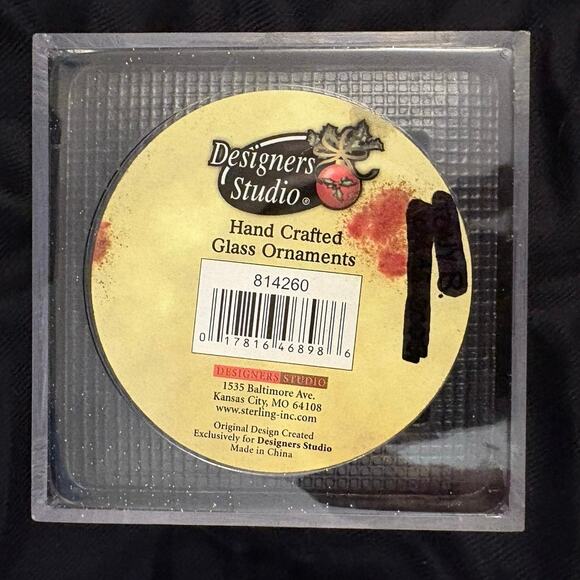 Designers
Studio®
Hand Crafted
Glass Ornaments
814260
0 17816 46898 6
DESIGNERS STUDIO
1535 Baltimore Ave.
Kansas City, MO 64108
www.sterling-inc.com
Original Design Created
Exclusively for Designers Studio
Made in China